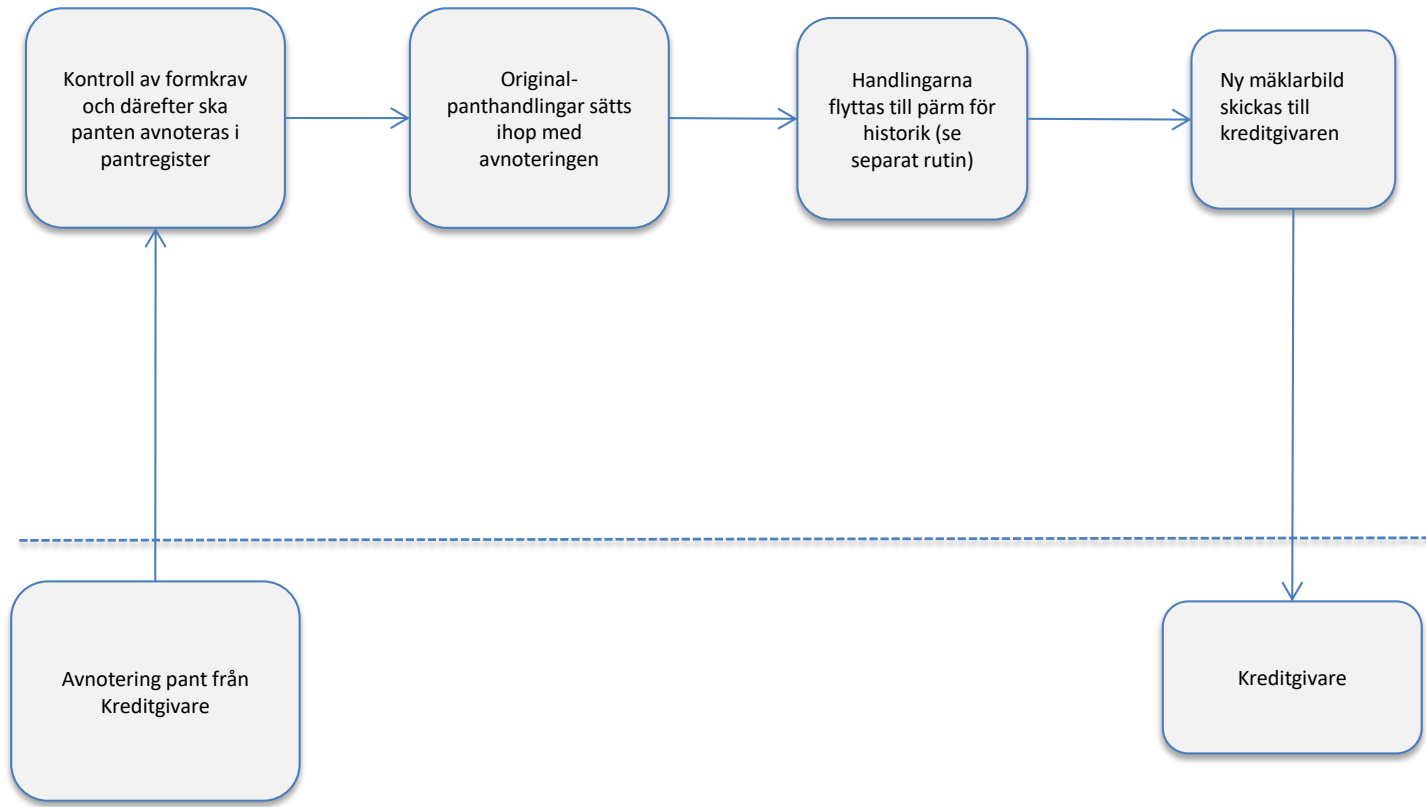 Kontroll av formkrav
och därefter ska
panten avnoteras i
pantregister
Original-
panthandlingar sätts
ihop med
avnoteringen
Handlingarna
flyttas till pärm för
historik (se
separat rutin)
Ny mäklarbild
skickas till
kreditgivaren
Avnotering pant från
Kreditgivare
Kreditgivare